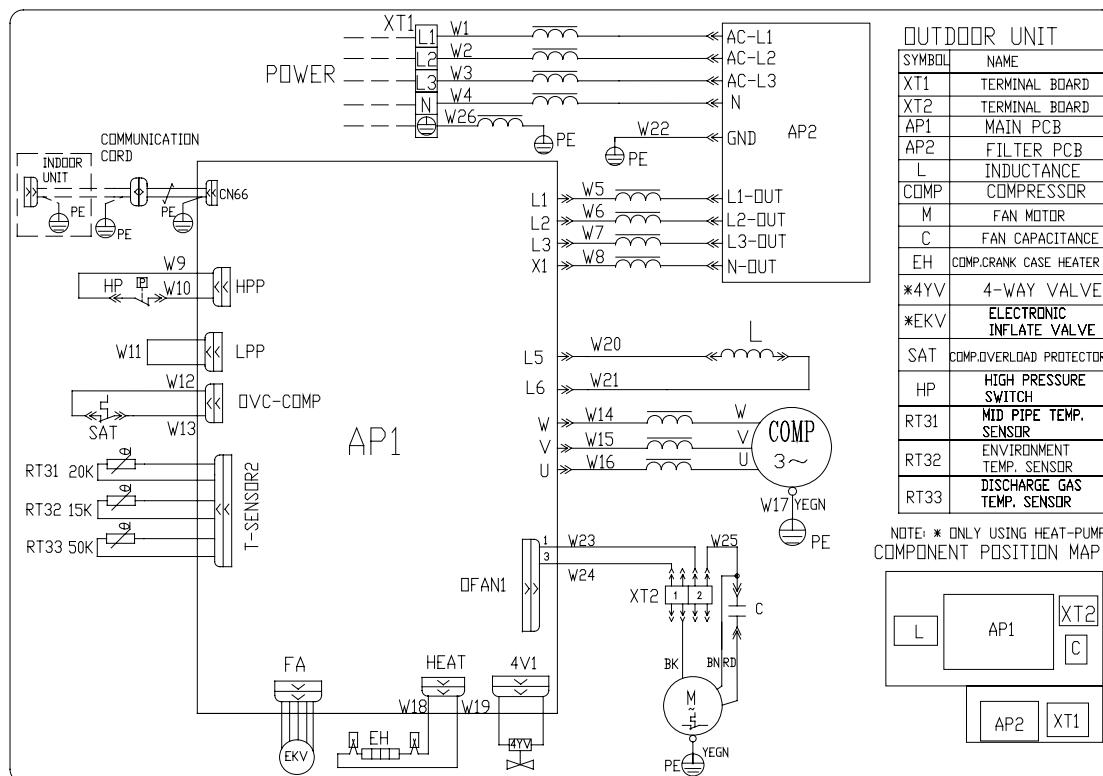 XT1
POWER
L1 W1 AC-L1
L2 W2 AC-L2
L3 W3 AC-L3
N W4 N
W26
PE
W22 GND
PE
AP2
COMMUNICATION
CORD
INDOOR
UNIT
PE
PE
PE
CN66
L1 W5 L1-OUT
L2 W6 L2-OUT
L3 W7 L3-OUT
X1 W8 N-OUT
W9
HP P W10
HPP
W11 LPP
W12
OVC-COMP
SAT W13
AP1
RT31 20K
RT32 15K
RT33 50K
T-SENSOR2
L
L5 W20
L6 W21
W W14 W
V W15 V
U W16 U
COMP
3~
W17 YEGN
PE
OFAN1
1 W23
3 W24
W25
XT2 1 2
C
BK BN RD
M
~
YEGN
PE
FA
EKV
HEAT
W18 W19
EH
4V1
4YV
OUTDOOR UNIT
SYMBOL NAME
XT1 TERMINAL BOARD
XT2 TERMINAL BOARD
AP1 MAIN PCB
AP2 FILTER PCB
L INDUCTANCE
COMP COMPRESSOR
M FAN MOTOR
C FAN CAPACITANCE
EH COMP.CRANK CASE HEATER
*4YV 4-WAY VALVE
*EKV ELECTRONIC
INFLATE VALVE
SAT COMP.OVERLOAD PROTECTOR
HP HIGH PRESSURE
SWITCH
RT31 MID PIPE TEMP.
SENSOR
RT32 ENVIRONMENT
TEMP. SENSOR
RT33 DISCHARGE GAS
TEMP. SENSOR
NOTE: * ONLY USING HEAT-PUMP
COMPONENT POSITION MAP
L AP1 XT2
C
AP2 XT1